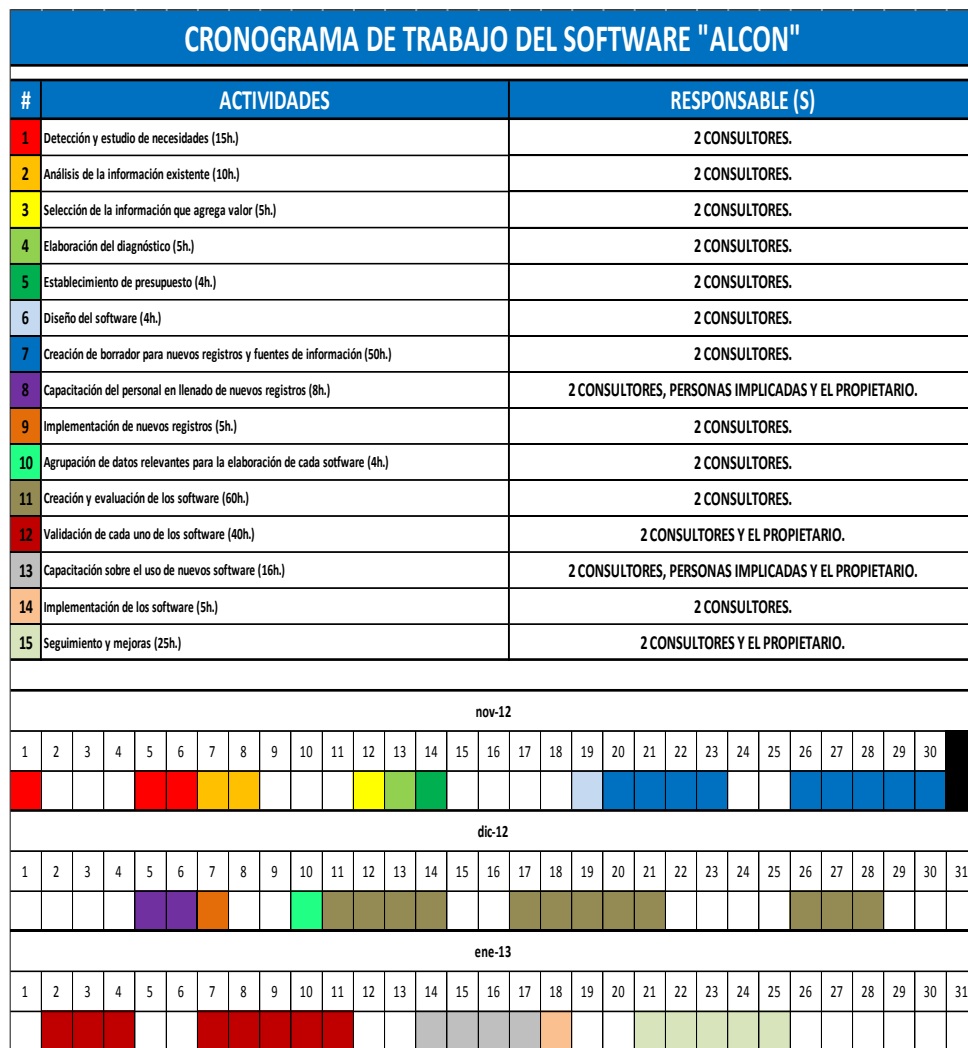 CRONOGRAMA DE TRABAJO DEL SOFTWARE "ALCON"
# ACTIVIDADES RESPONSABLE (S)
1 Detección y estudio de necesidades (15h.) 2 CONSULTORES.
2 Análisis de la información existente (10h.) 2 CONSULTORES.
3 Selección de la información que agrega valor (5h.) 2 CONSULTORES.
4 Elaboración del diagnóstico (5h.) 2 CONSULTORES.
5 Establecimiento de presupuesto (4h.) 2 CONSULTORES.
6 Diseño del software (4h.) 2 CONSULTORES.
7 Creación de borrador para nuevos registros y fuentes de información (50h.) 2 CONSULTORES.
8 Capacitación del personal en llenado de nuevos registros (8h.) 2 CONSULTORES, PERSONAS IMPLICADAS Y EL PROPIETARIO.
9 Implementación de nuevos registros (5h.) 2 CONSULTORES.
10 Agrupación de datos relevantes para la elaboración de cada sotfware (4h.) 2 CONSULTORES.
11 Creación y evaluación de los software (60h.) 2 CONSULTORES.
12 Validación de cada uno de los software (40h.) 2 CONSULTORES Y EL PROPIETARIO.
13 Capacitación sobre el uso de nuevos software (16h.) 2 CONSULTORES, PERSONAS IMPLICADAS Y EL PROPIETARIO.
14 Implementación de los software (5h.) 2 CONSULTORES.
15 Seguimiento y mejoras (25h.) 2 CONSULTORES Y EL PROPIETARIO.
nov-12
1 2 3 4 5 6 7 8 9 10 11 12 13 14 15 16 17 18 19 20 21 22 23 24 25 26 27 28 29 30
dic-12
1 2 3 4 5 6 7 8 9 10 11 12 13 14 15 16 17 18 19 20 21 22 23 24 25 26 27 28 29 30 31
ene-13
1 2 3 4 5 6 7 8 9 10 11 12 13 14 15 16 17 18 19 20 21 22 23 24 25 26 27 28 29 30 31